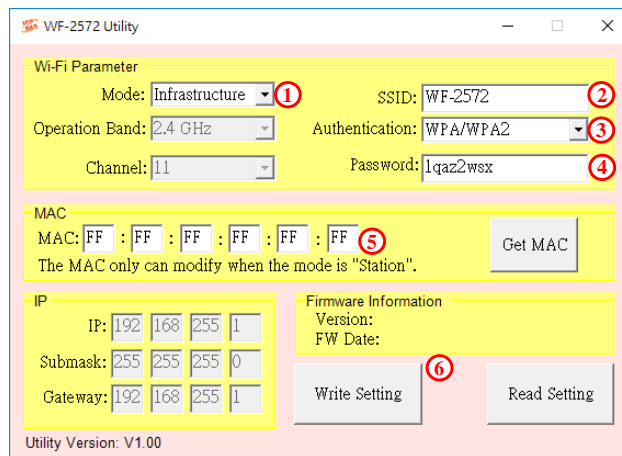 WF-2572 Utility
Wi-Fi Parameter
Mode: Infrastructure ① SSID: WF-2572 ②
Operation Band: 2.4 GHz Authentication: WPA/WPA2 ③
Channel: 11 Password: 1qaz2wsx ④
MAC
MAC: FF : FF : FF : FF : FF : FF ⑤ Get MAC
The MAC only can modify when the mode is "Station".
IP
IP: 192 168 255 1
Submask: 255 255 255 0
Gateway: 192 168 255 1
Firmware Information
Version:
FW Date:
⑥
Write Setting Read Setting
Utility Version: V1.00